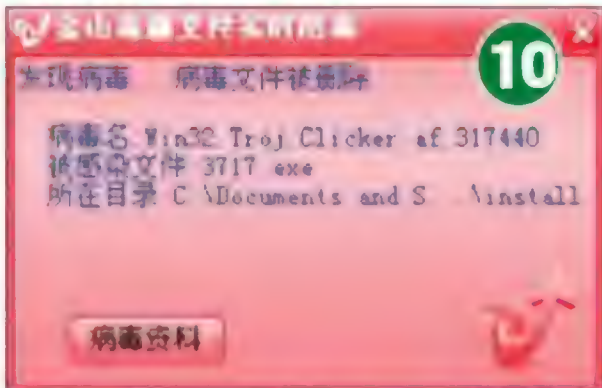 金山毒霸文件实时防毒
10
发现病毒 病毒文件被删除
病毒名 Win32 Troj Clicker af 317440
被感染文件 3717 exe
所在目录 C \Documents and S \install
病毒资料